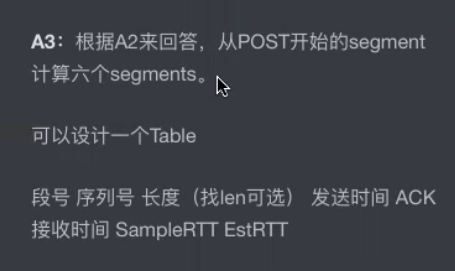 A3：根据A2来回答，从POST开始的segment
计算六个segments。
可以设计一个Table
段号 序列号 长度（找len可选） 发送时间 ACK
接收时间 SampleRTT EstRTT